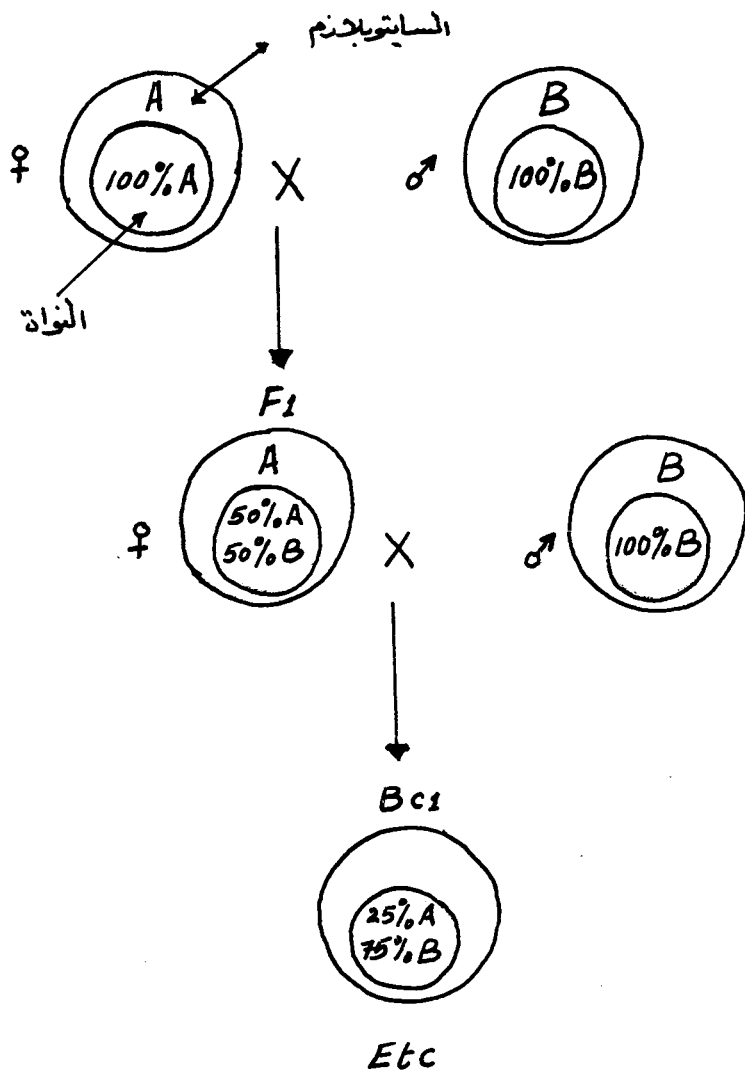 السايتوبلازم
A
B
♀
100% A
X
♂
100% B
النواة
F1
A
B
♀
50% A
50% B
X
♂
100% B
Bc1
25% A
75% B
Etc